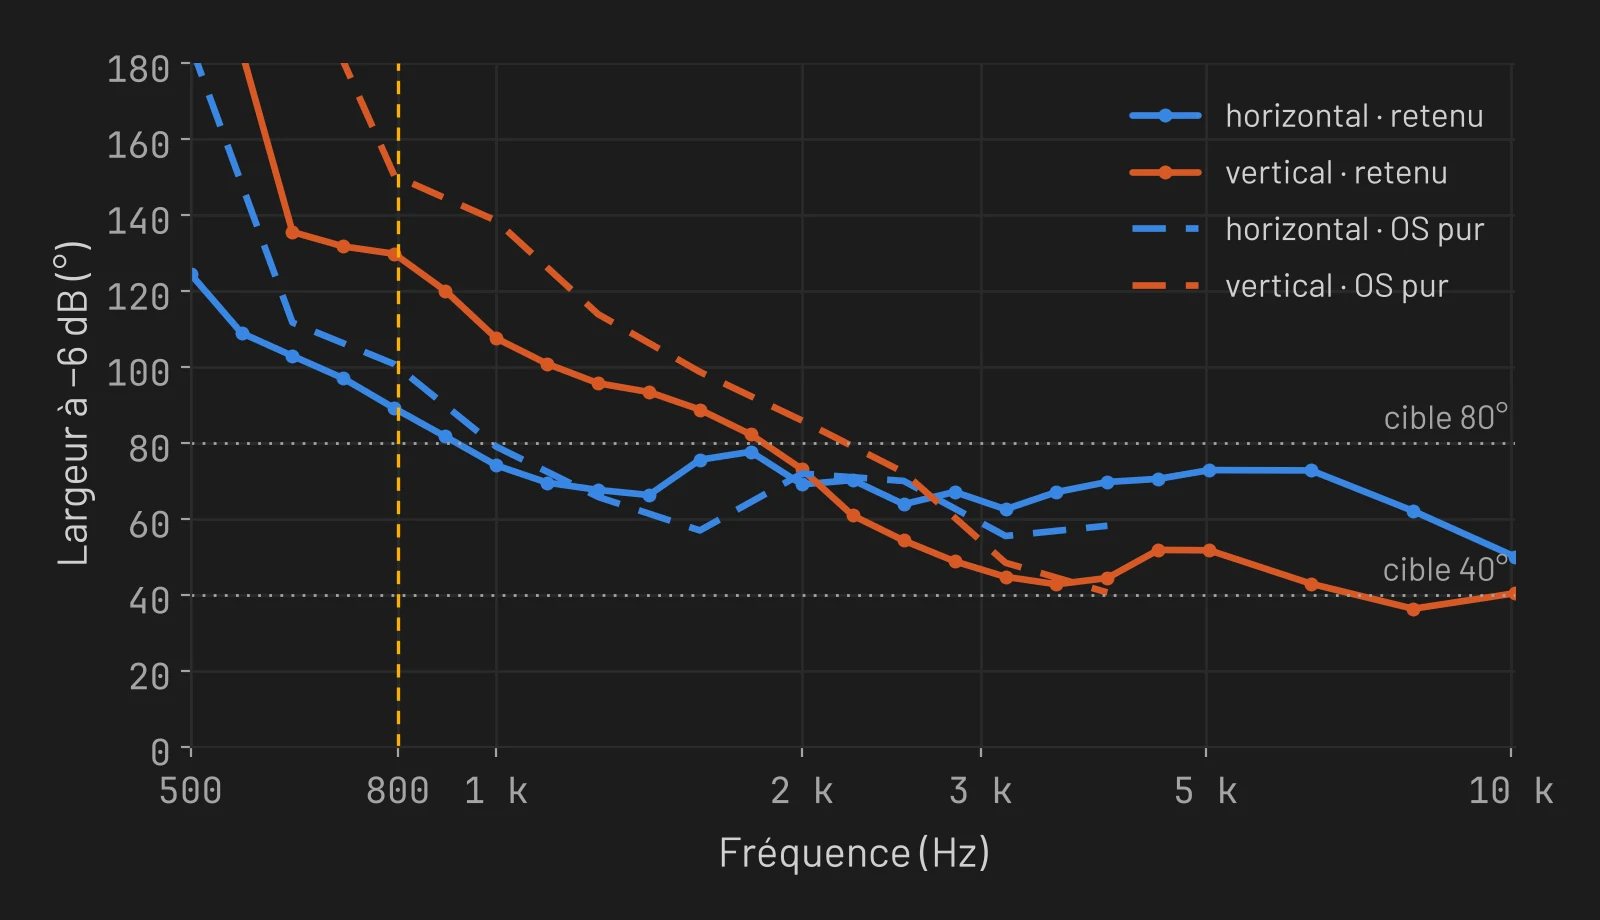 180
160
140
120
100
80
60
40
20
0
Largeur à −6 dB (°)
horizontal · retenu
vertical · retenu
horizontal · OS pur
vertical · OS pur
cible 80°
cible 40°
500 800 1 k 2 k 3 k 5 k 10 k
Fréquence (Hz)